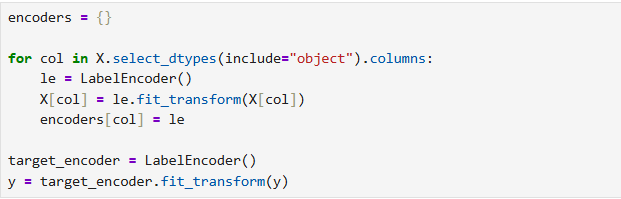 encoders = {}

for col in X.select_dtypes(include="object").columns:
    le = LabelEncoder()
    X[col] = le.fit_transform(X[col])
    encoders[col] = le

target_encoder = LabelEncoder()
y = target_encoder.fit_transform(y)